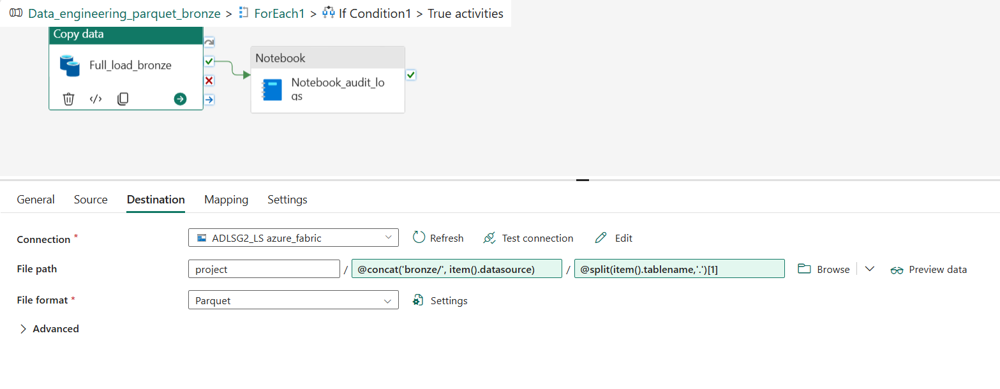 Data_engineering_parquet_bronze > ForEach1 > If Condition1 > True activities
Copy data
Full_load_bronze
Notebook
Notebook_audit_lo
gs
General Source Destination Mapping Settings
Connection * ADLSG2_LS azure_fabric Refresh Test connection Edit
File path project / @concat('bronze/', item().datasource) / @split(item().tablename,'.')[1] Browse Preview data
File format * Parquet Settings
Advanced